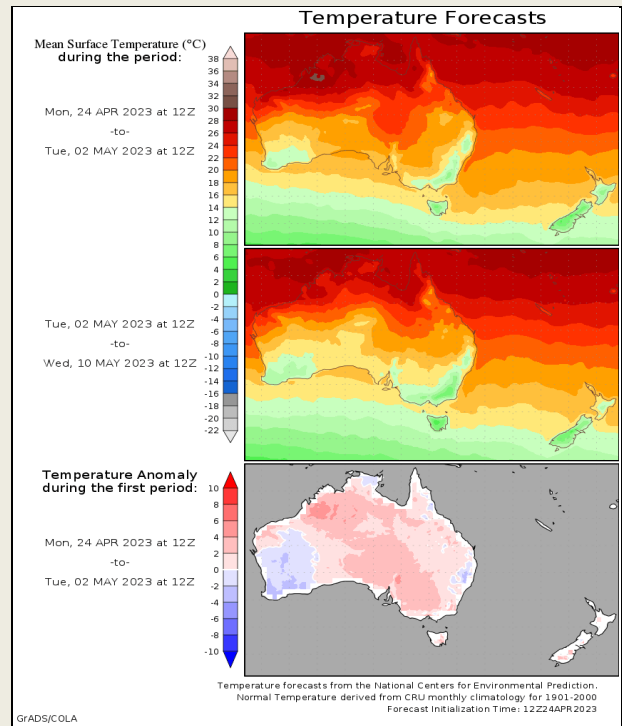 Temperature Forecasts
Mean Surface Temperature (°C)
during the period:
38
36
34
32
30
28
26
24
22
20
18
16
14
12
10
8
6
4
2
0
-2
-4
-6
-8
-10
-12
-14
-16
-17
-20
-22
Mon, 24 APR 2023 at 12Z
-to-
Tue, 02 MAY 2023 at 12Z
Tue, 02 MAY 2023 at 12Z
-to-
Wed, 10 MAY 2023 at 12Z
Temperature Anomaly
during the first period:
10
8
6
4
2
0
-2
-4
-6
-8
-10
Mon, 24 APR 2023 at 12Z
-to-
Tue, 02 MAY 2023 at 12Z
Temperature forecasts from the National Centers for Environmental Prediction.
Normal Temperature derived from CRU monthly climatology for 1901-2000
Forecast Initialization Time: 12Z24APR2023
GrADS/COLA